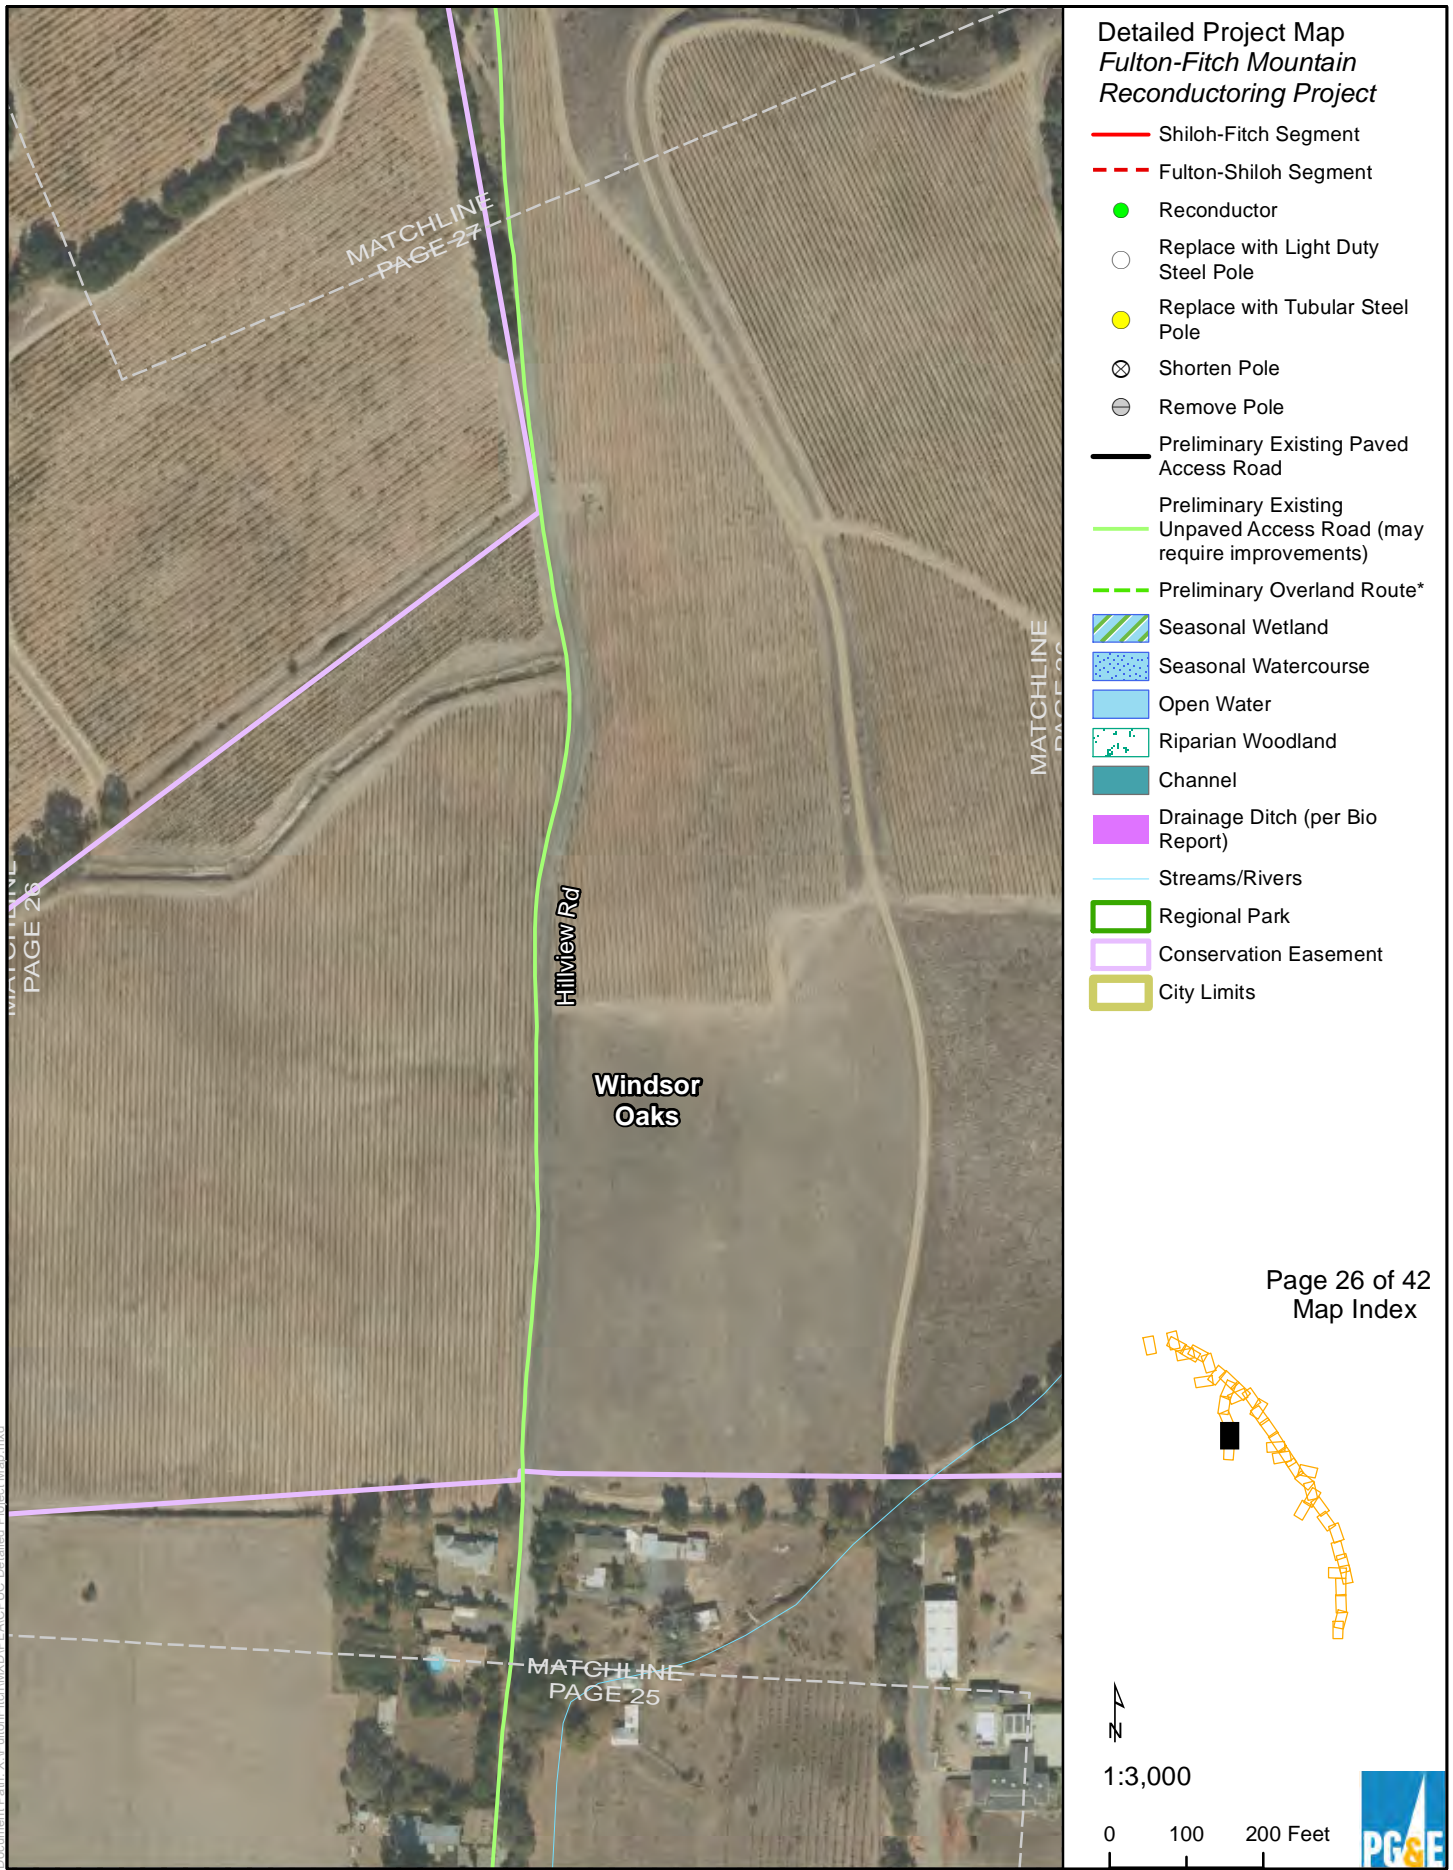 Detailed Project Map
Fulton-Fitch Mountain
Reconductoring Project
Shiloh-Fitch Segment
Fulton-Shiloh Segment
Reconductor
Replace with Light Duty
Steel Pole
Replace with Tubular Steel
Pole
Shorten Pole
Remove Pole
Preliminary Existing Paved
Access Road
Preliminary Existing
Unpaved Access Road (may
require improvements)
Preliminary Overland Route*
Seasonal Wetland
Seasonal Watercourse
Open Water
Riparian Woodland
Channel
Drainage Ditch (per Bio
Report)
Streams/Rivers
Regional Park
Conservation Easement
City Limits
Page 26 of 42
Map Index
N
1:3,000
0 100 200 Feet
PG&E
MATCHLINE
PAGE 27
MATCHLINE
MATCHLINE
PAGE 26
Hillview Rd
Windsor
Oaks
MATCHLINE
PAGE 25